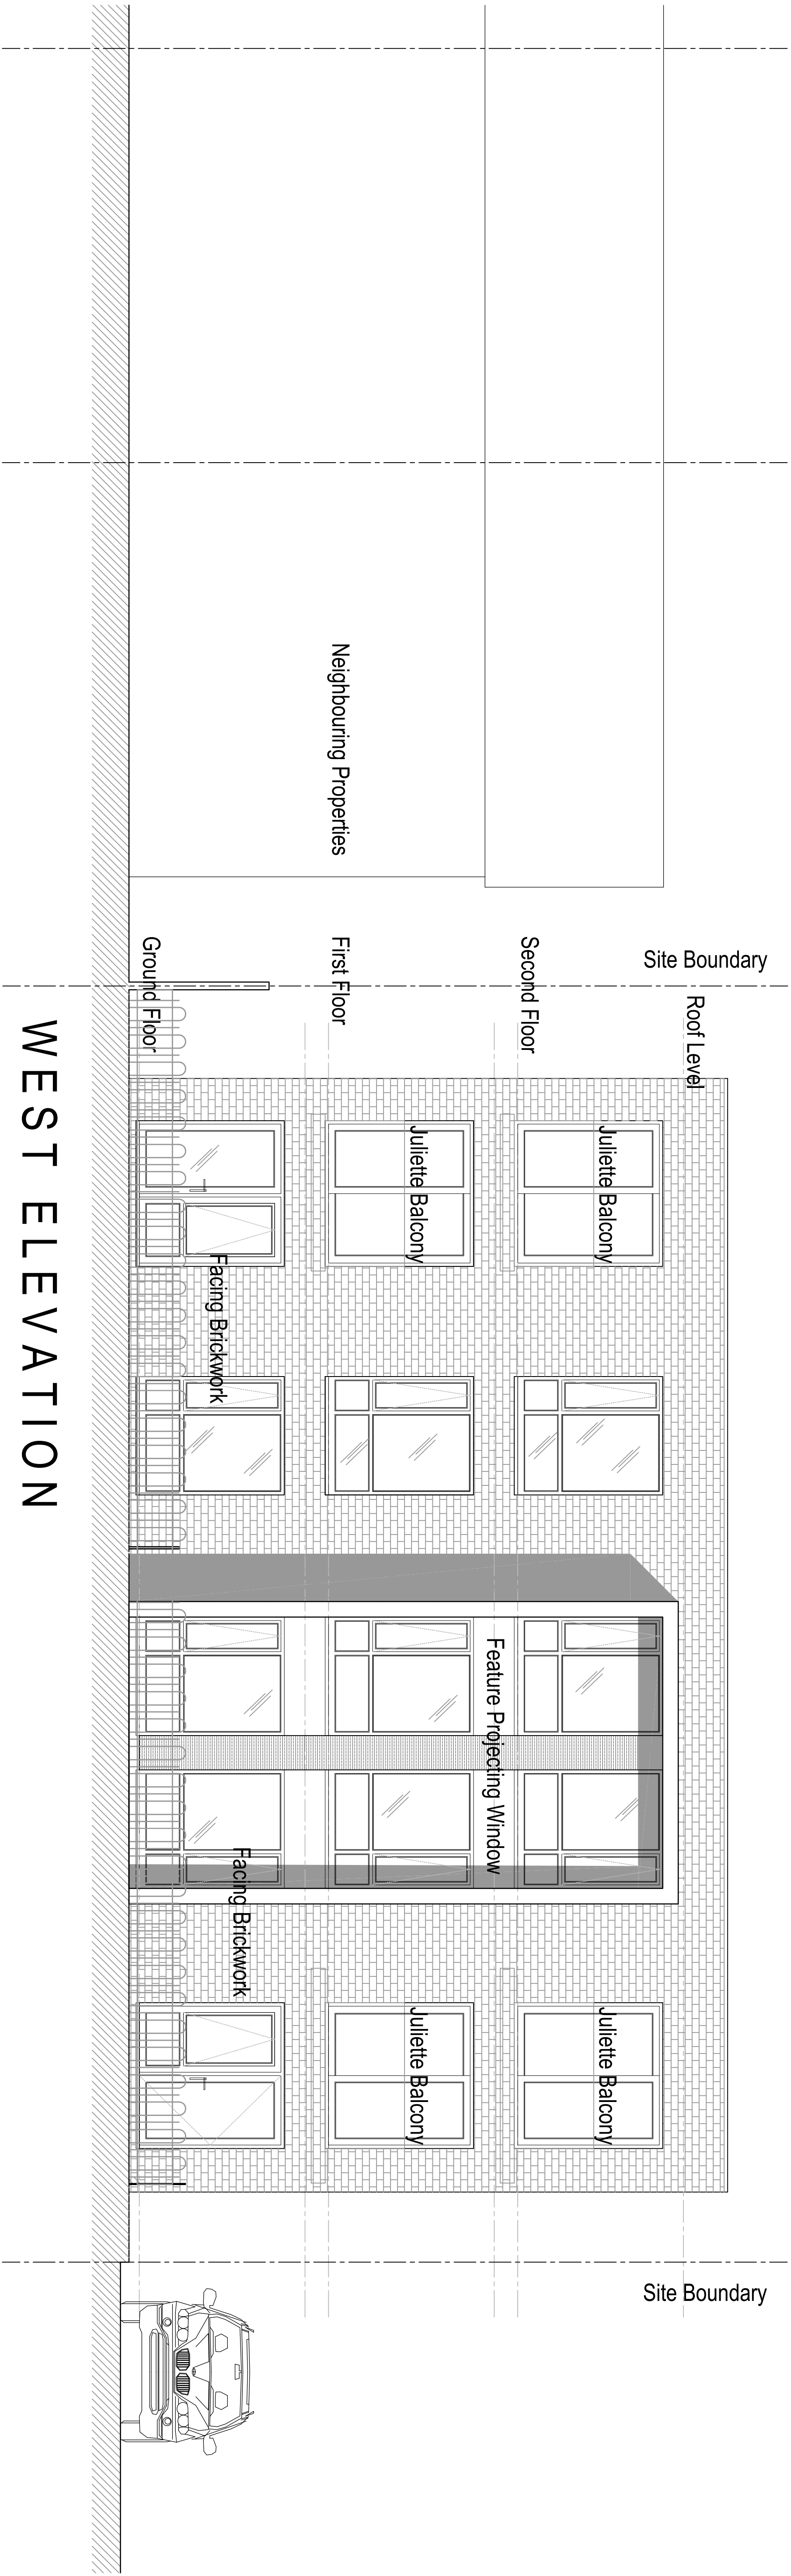 Site Boundary
Site Boundary
Roof Level
Second Floor
First Floor
Ground Floor
Neighbouring Properties
Juliette Balcony
Juliette Balcony
Juliette Balcony
Juliette Balcony
Feature Projecting Window
Facing Brickwork
Facing Brickwork
WEST ELEVATION